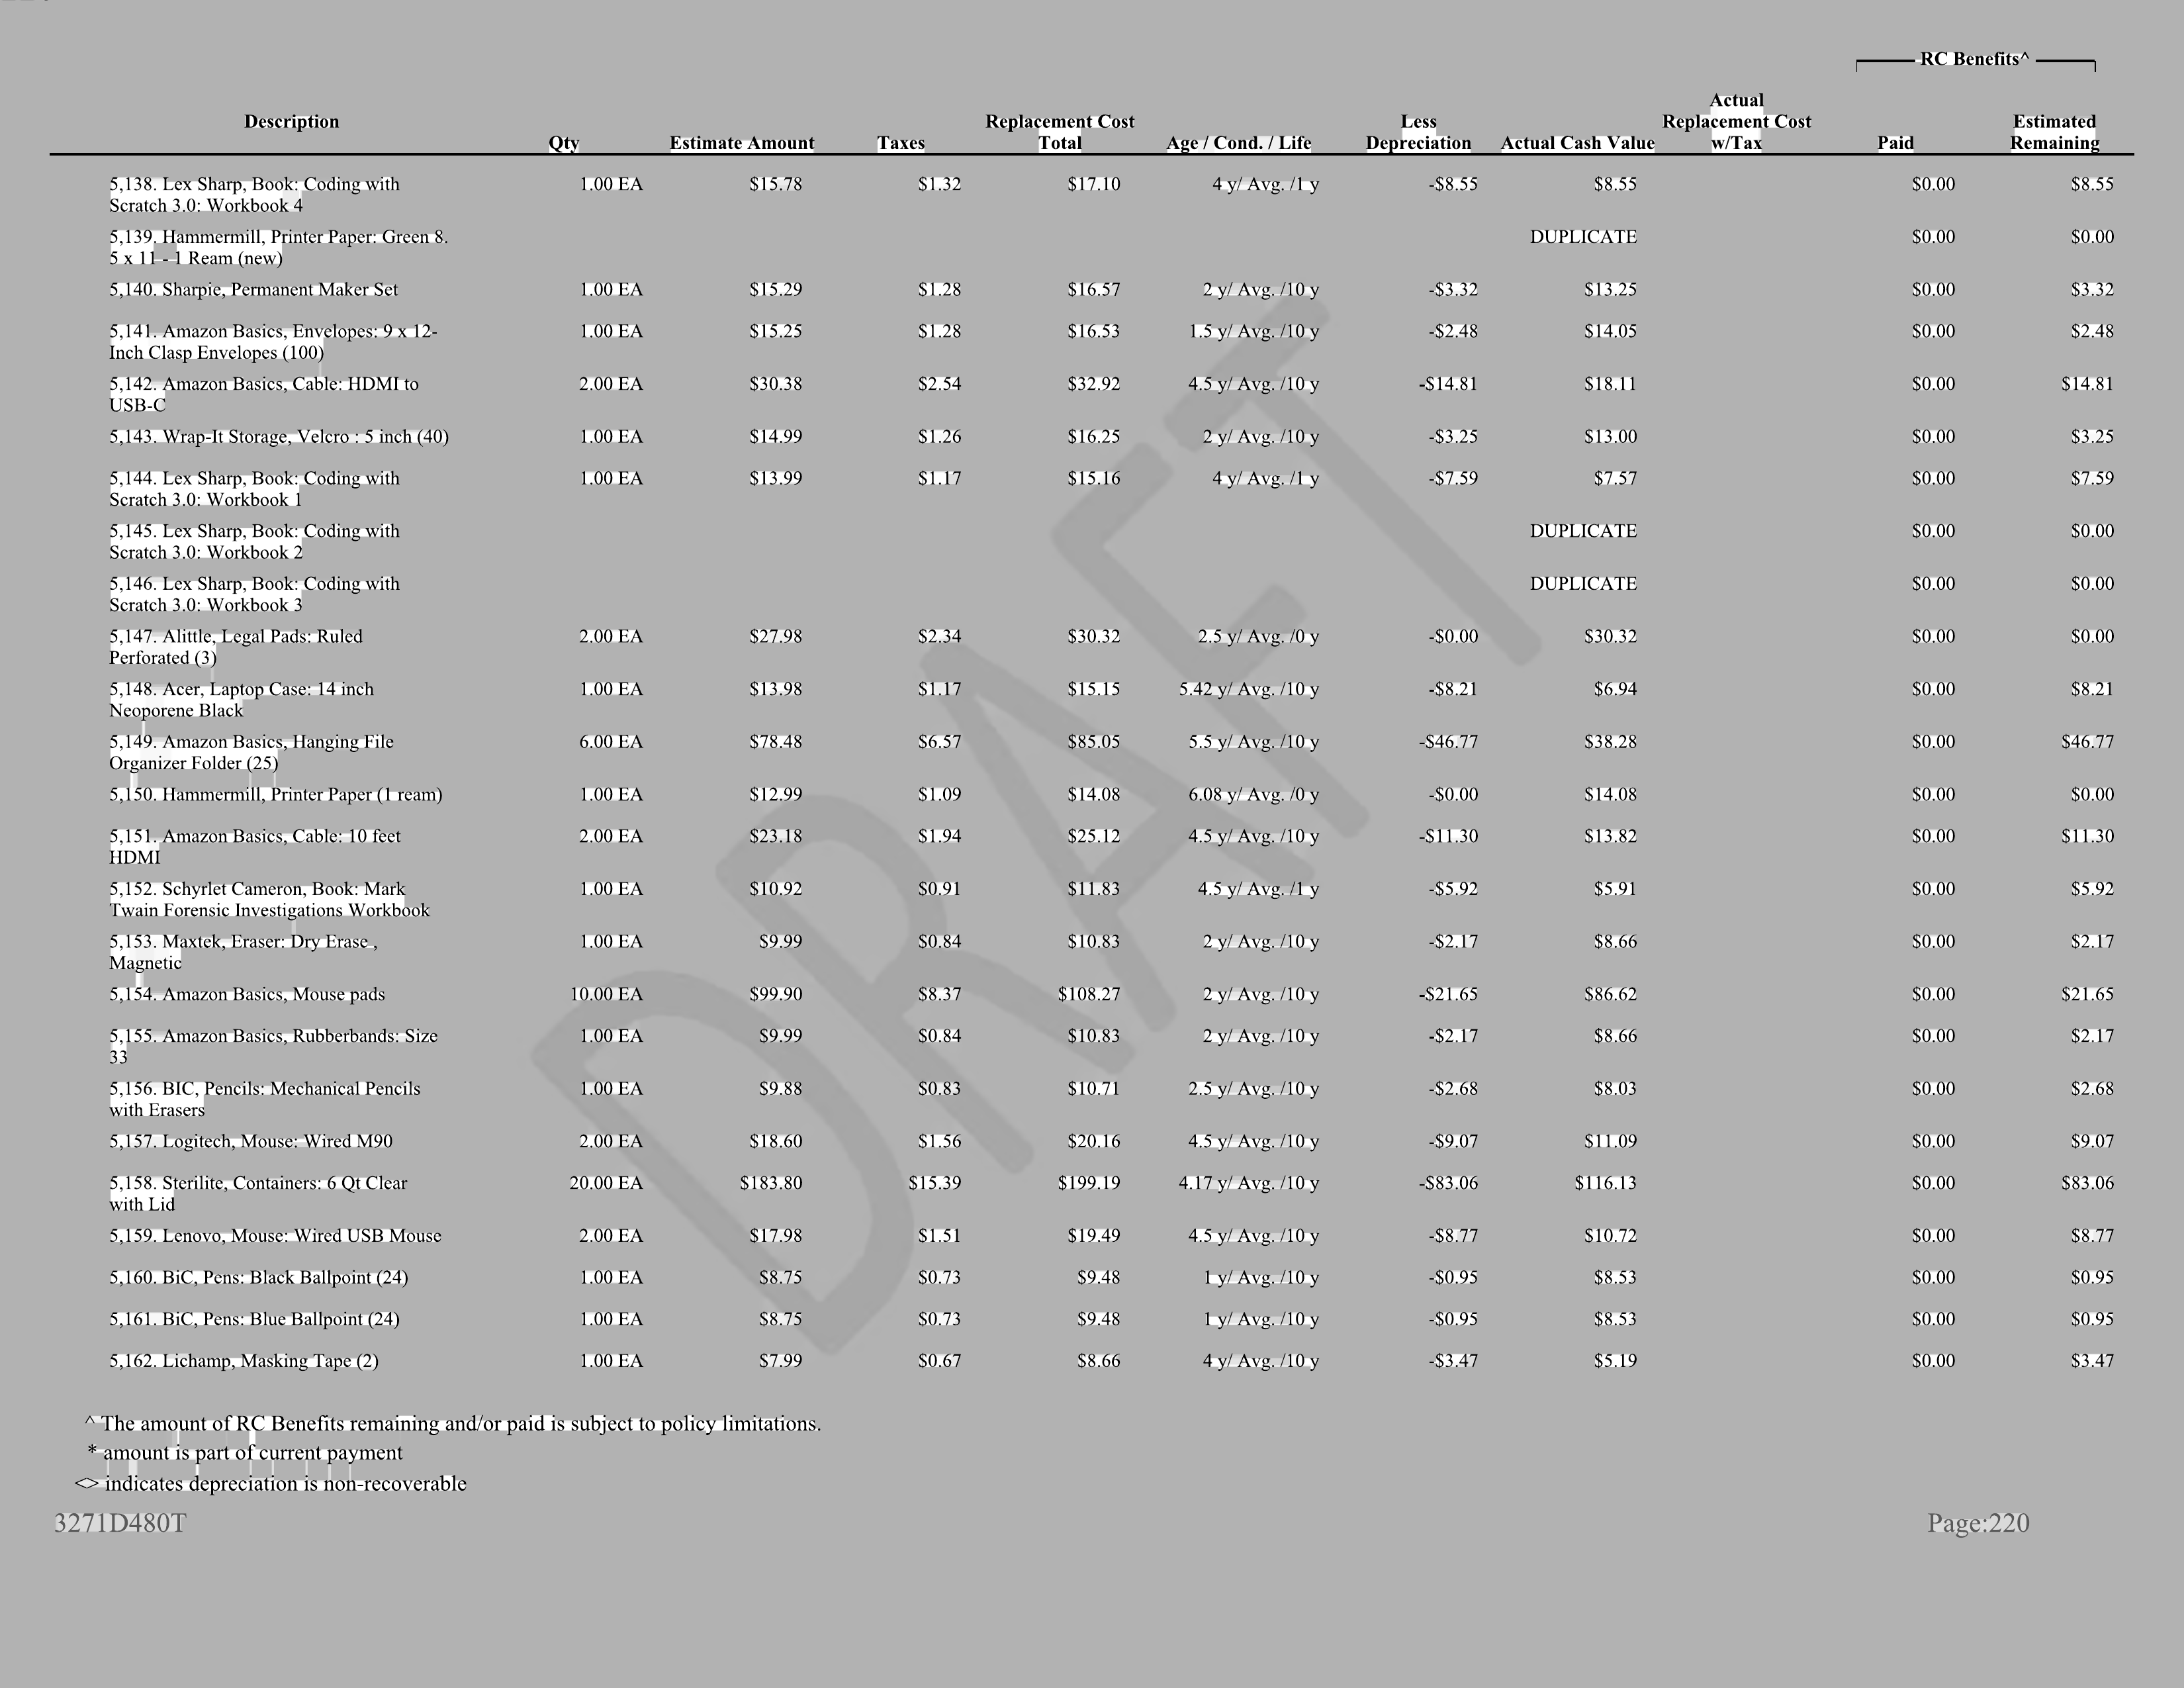 RC Benefits^
Description Qty Estimate Amount Taxes Replacement Cost Total Age / Cond. / Life Less Depreciation Actual Cash Value Actual Replacement Cost w/Tax Paid Estimated Remaining
5,138. Lex Sharp, Book: Coding with 1.00 EA $15.78 $1.32 $17.10 4 y/ Avg. /1 y -$8.55 $8.55 $0.00 $8.55
Scratch 3.0: Workbook 4
5,139. Hammermill, Printer Paper: Green 8. DUPLICATE $0.00 $0.00
5 x 11 - 1 Ream (new)
5,140. Sharpie, Permanent Maker Set 1.00 EA $15.29 $1.28 $16.57 2 y/ Avg. /10 y -$3.32 $13.25 $0.00 $3.32
5,141. Amazon Basics, Envelopes: 9 x 12- 1.00 EA $15.25 $1.28 $16.53 1.5 y/ Avg. /10 y -$2.48 $14.05 $0.00 $2.48
Inch Clasp Envelopes (100)
5,142. Amazon Basics, Cable: HDMI to 2.00 EA $30.38 $2.54 $32.92 4.5 y/ Avg. /10 y -$14.81 $18.11 $0.00 $14.81
USB-C
5,143. Wrap-It Storage, Velcro : 5 inch (40) 1.00 EA $14.99 $1.26 $16.25 2 y/ Avg. /10 y -$3.25 $13.00 $0.00 $3.25
5,144. Lex Sharp, Book: Coding with 1.00 EA $13.99 $1.17 $15.16 4 y/ Avg. /1 y -$7.59 $7.57 $0.00 $7.59
Scratch 3.0: Workbook 1
5,145. Lex Sharp, Book: Coding with DUPLICATE $0.00 $0.00
Scratch 3.0: Workbook 2
5,146. Lex Sharp, Book: Coding with DUPLICATE $0.00 $0.00
Scratch 3.0: Workbook 3
5,147. Alittle, Legal Pads: Ruled 2.00 EA $27.98 $2.34 $30.32 2.5 y/ Avg. /0 y -$0.00 $30.32 $0.00 $0.00
Perforated (3)
5,148. Acer, Laptop Case: 14 inch 1.00 EA $13.98 $1.17 $15.15 5.42 y/ Avg. /10 y -$8.21 $6.94 $0.00 $8.21
Neoporene Black
5,149. Amazon Basics, Hanging File 6.00 EA $78.48 $6.57 $85.05 5.5 y/ Avg. /10 y -$46.77 $38.28 $0.00 $46.77
Organizer Folder (25)
5,150. Hammermill, Printer Paper (1 ream) 1.00 EA $12.99 $1.09 $14.08 6.08 y/ Avg. /0 y -$0.00 $14.08 $0.00 $0.00
5,151. Amazon Basics, Cable: 10 feet 2.00 EA $23.18 $1.94 $25.12 4.5 y/ Avg. /10 y -$11.30 $13.82 $0.00 $11.30
HDMI
5,152. Schyrlet Cameron, Book: Mark 1.00 EA $10.92 $0.91 $11.83 4.5 y/ Avg. /1 y -$5.92 $5.91 $0.00 $5.92
Twain Forensic Investigations Workbook
5,153. Maxtek, Eraser: Dry Erase , 1.00 EA $9.99 $0.84 $10.83 2 y/ Avg. /10 y -$2.17 $8.66 $0.00 $2.17
Magnetic
5,154. Amazon Basics, Mouse pads 10.00 EA $99.90 $8.37 $108.27 2 y/ Avg. /10 y -$21.65 $86.62 $0.00 $21.65
5,155. Amazon Basics, Rubberbands: Size 1.00 EA $9.99 $0.84 $10.83 2 y/ Avg. /10 y -$2.17 $8.66 $0.00 $2.17
33
5,156. BIC, Pencils: Mechanical Pencils 1.00 EA $9.88 $0.83 $10.71 2.5 y/ Avg. /10 y -$2.68 $8.03 $0.00 $2.68
with Erasers
5,157. Logitech, Mouse: Wired M90 2.00 EA $18.60 $1.56 $20.16 4.5 y/ Avg. /10 y -$9.07 $11.09 $0.00 $9.07
5,158. Sterilite, Containers: 6 Qt Clear 20.00 EA $183.80 $15.39 $199.19 4.17 y/ Avg. /10 y -$83.06 $116.13 $0.00 $83.06
with Lid
5,159. Lenovo, Mouse: Wired USB Mouse 2.00 EA $17.98 $1.51 $19.49 4.5 y/ Avg. /10 y -$8.77 $10.72 $0.00 $8.77
5,160. BiC, Pens: Black Ballpoint (24) 1.00 EA $8.75 $0.73 $9.48 1 y/ Avg. /10 y -$0.95 $8.53 $0.00 $0.95
5,161. BiC, Pens: Blue Ballpoint (24) 1.00 EA $8.75 $0.73 $9.48 1 y/ Avg. /10 y -$0.95 $8.53 $0.00 $0.95
5,162. Lichamp, Masking Tape (2) 1.00 EA $7.99 $0.67 $8.66 4 y/ Avg. /10 y -$3.47 $5.19 $0.00 $3.47
DRAFT
^ The amount of RC Benefits remaining and/or paid is subject to policy limitations.
* amount is part of current payment
<> indicates depreciation is non-recoverable
3271D480T Page:220